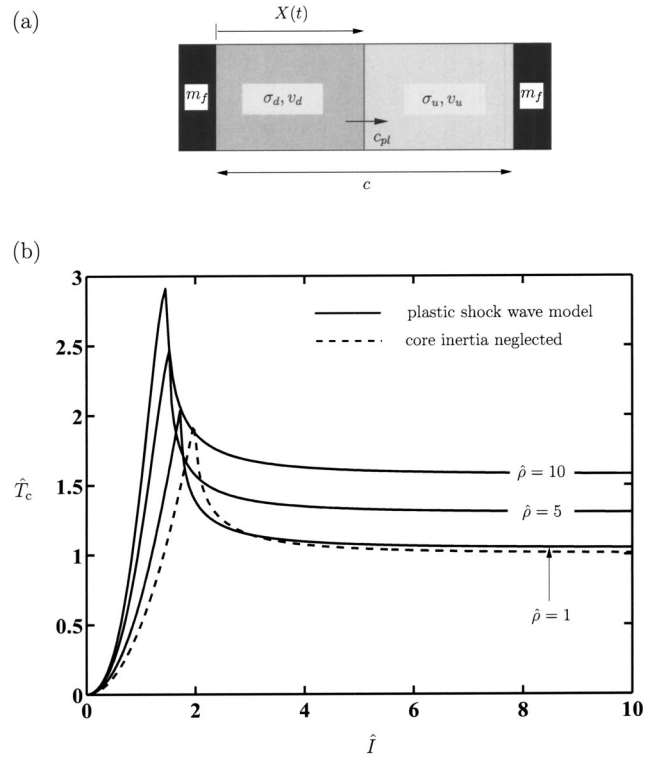 (a)
X(t)
m_f
σ_d, v_d
σ_u, v_u
m_f
c_pl
c
(b)
3
plastic shock wave model
core inertia neglected
2.5
2
ρ̂ = 10
T̂_c
1.5
ρ̂ = 5
1
ρ̂ = 1
0.5
0
0 2 4 6 8 10
Î